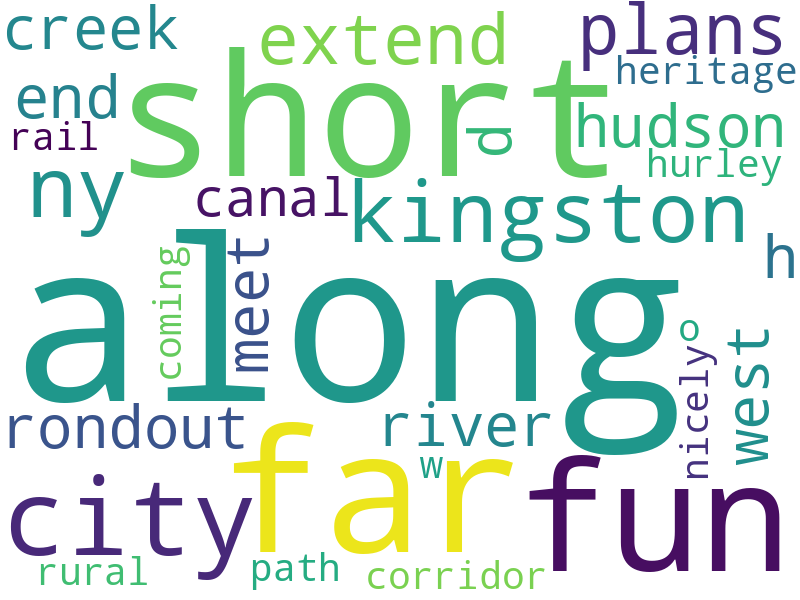 creek
extend
plans
heritage
end
short
d
hudson
rail
hurley
ny
canal
kingston
h
coming
meet
along
o
nicely
west
rondout
river
w
city
far
fun
rural
path
corridor